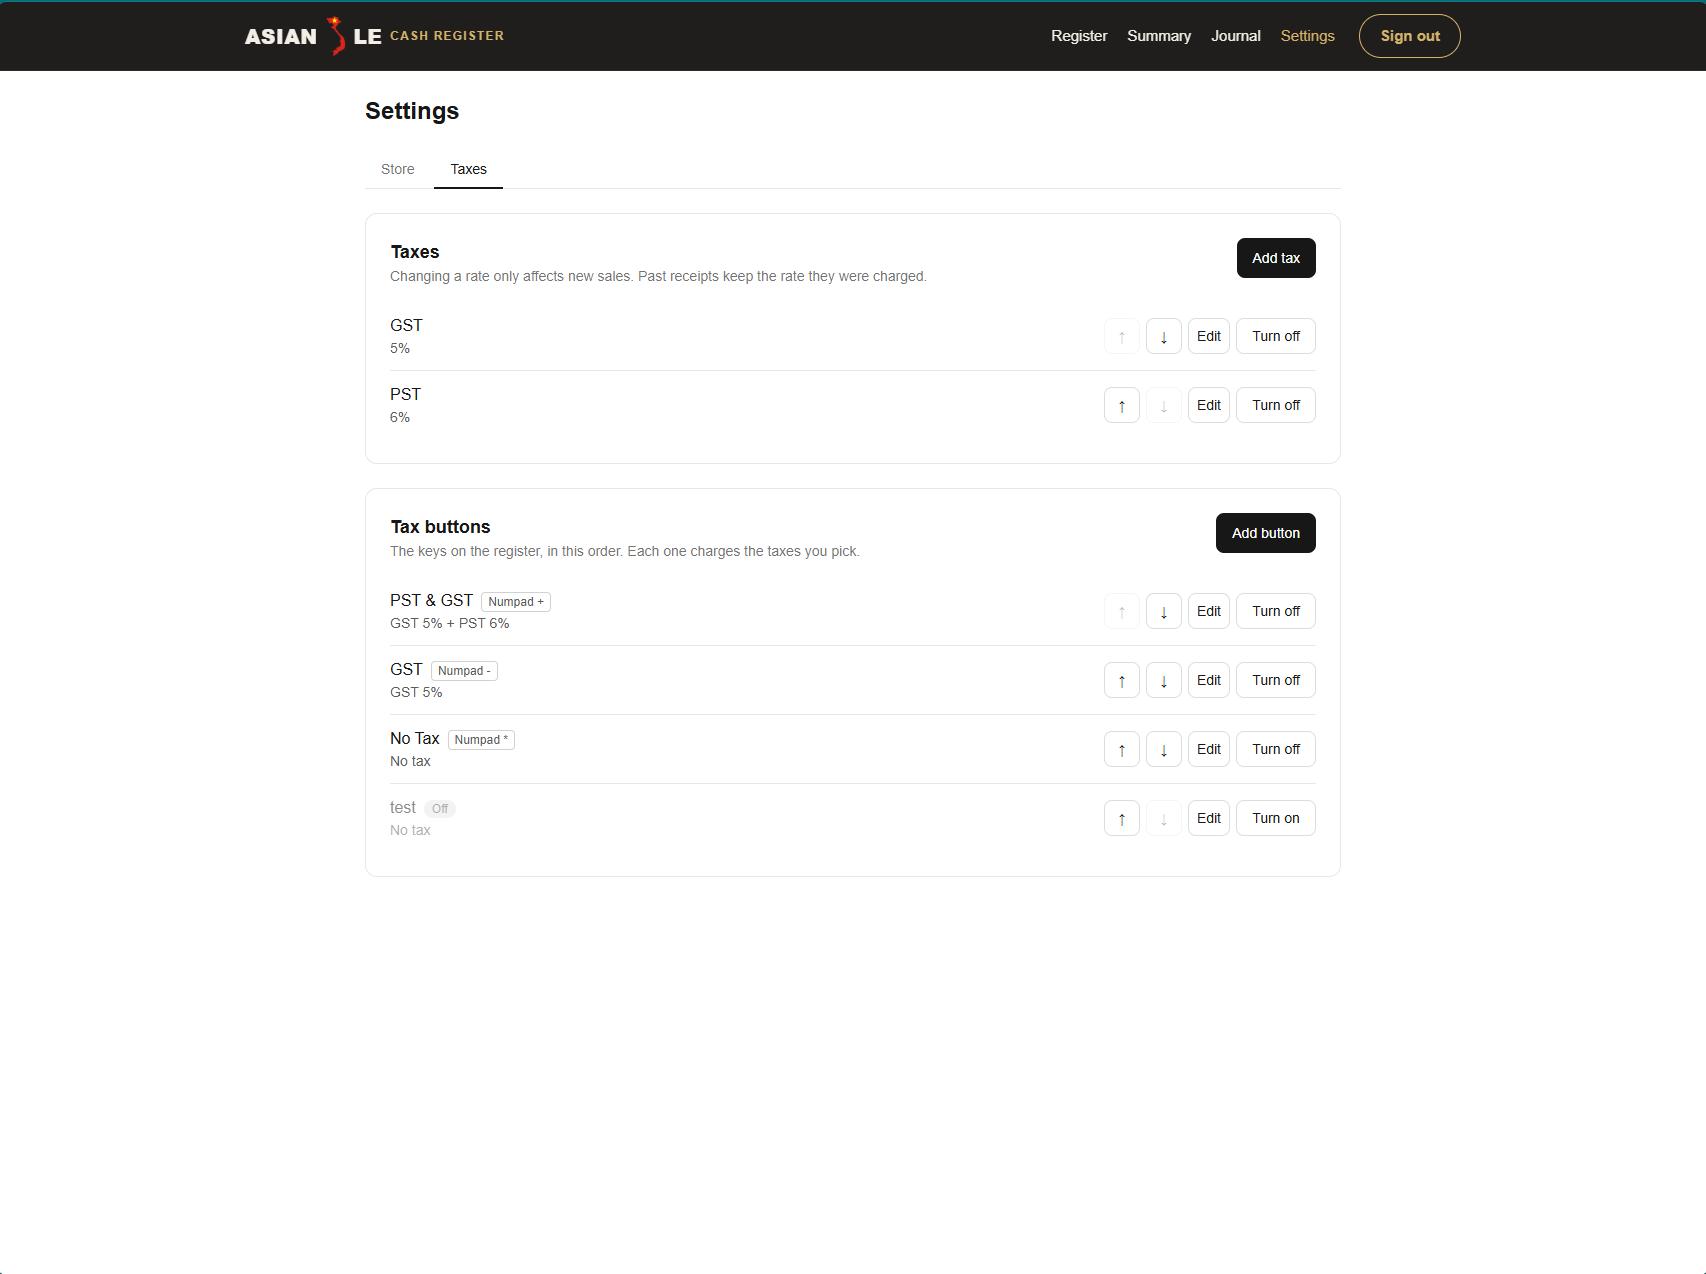 ASIAN LE CASH REGISTER
Register Summary Journal Settings Sign out
Settings
Store Taxes
Taxes
Changing a rate only affects new sales. Past receipts keep the rate they were charged.
Add tax
GST
5%
↑ ↓ Edit Turn off
PST
6%
↑ ↓ Edit Turn off
Tax buttons
The keys on the register, in this order. Each one charges the taxes you pick.
Add button
PST & GST Numpad +
GST 5% + PST 6%
↑ ↓ Edit Turn off
GST Numpad -
GST 5%
↑ ↓ Edit Turn off
No Tax Numpad *
No tax
↑ ↓ Edit Turn off
test Off
No tax
↑ ↓ Edit Turn on